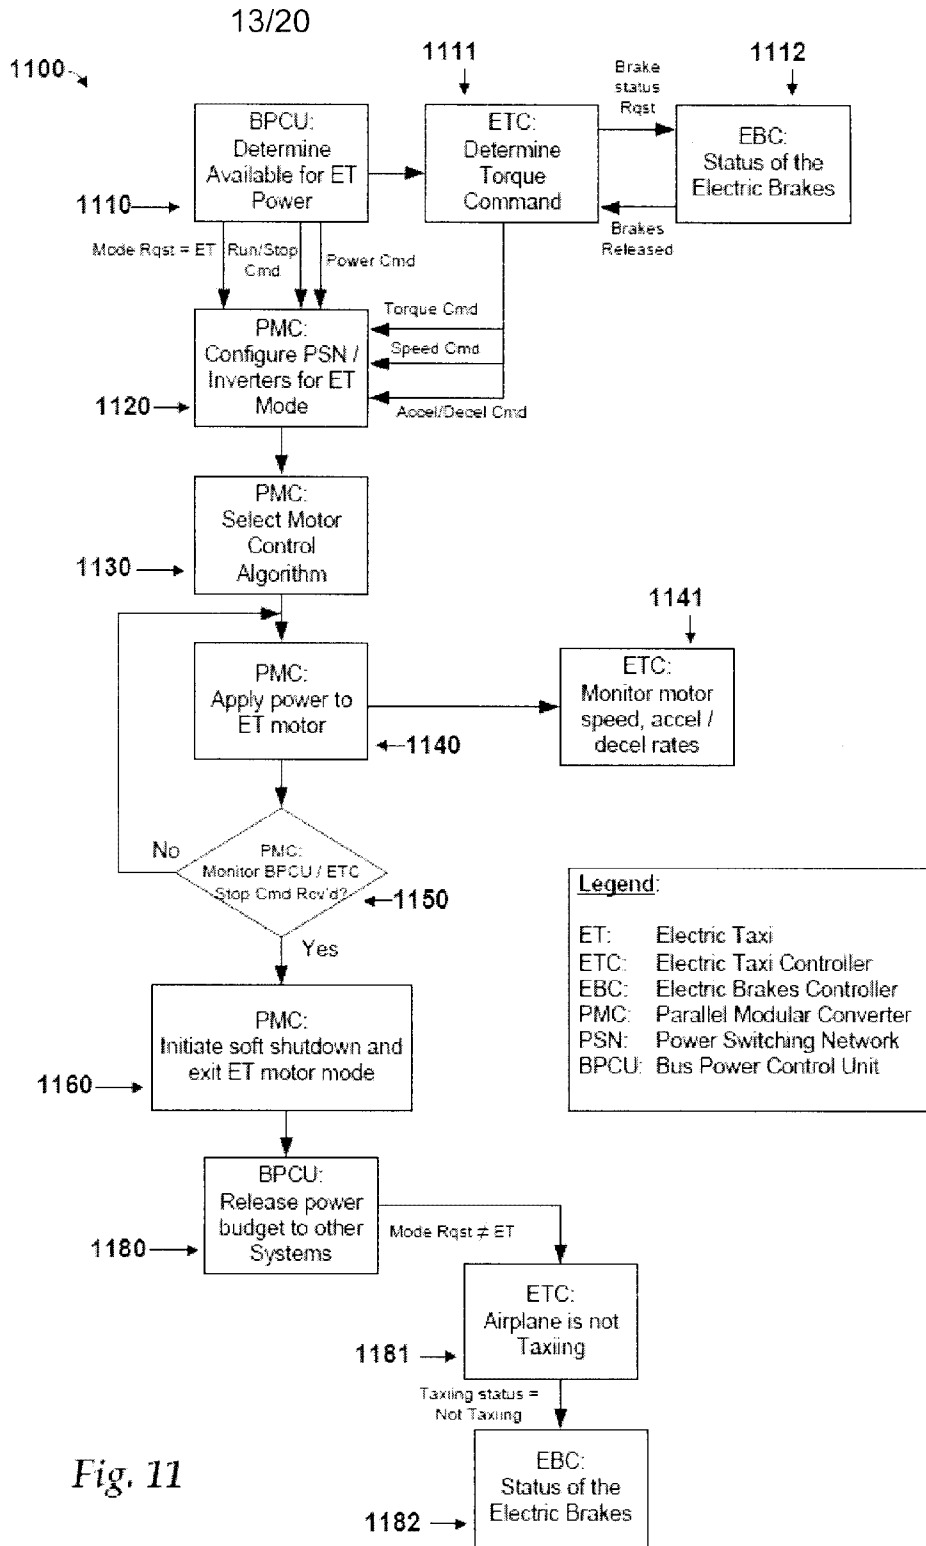 13/20
1100
1111
1112
BPCU:
Determine
Available for ET
Power
1110
ETC:
Determine
Torque
Command
Brake
status
Rqst
EBC:
Status of the
Electric Brakes
Brakes
Released
Mode Rqst = ET
Run/Stop
Cmd
Power Cmd
Torque Cmd
Speed Cmd
Accel/Decel Cmd
PMC:
Configure PSN /
Inverters for ET
Mode
1120
PMC:
Select Motor
Control
Algorithm
1130
1141
PMC:
Apply power to
ET motor
1140
ETC:
Monitor motor
speed, accel /
decel rates
No
PMC:
Monitor BPCU / ETC
Stop Cmd Rcv'd?
1150
Yes
Legend:
ET: Electric Taxi
ETC: Electric Taxi Controller
EBC: Electric Brakes Controller
PMC: Parallel Modular Converter
PSN: Power Switching Network
BPCU: Bus Power Control Unit
PMC:
Initiate soft shutdown and
exit ET motor mode
1160
BPCU:
Release power
budget to other
Systems
1180
Mode Rqst ≠ ET
ETC:
Airplane is not
Taxiing
1181
Taxiing status =
Not Taxiing
EBC:
Status of the
Electric Brakes
1182
Fig. 11